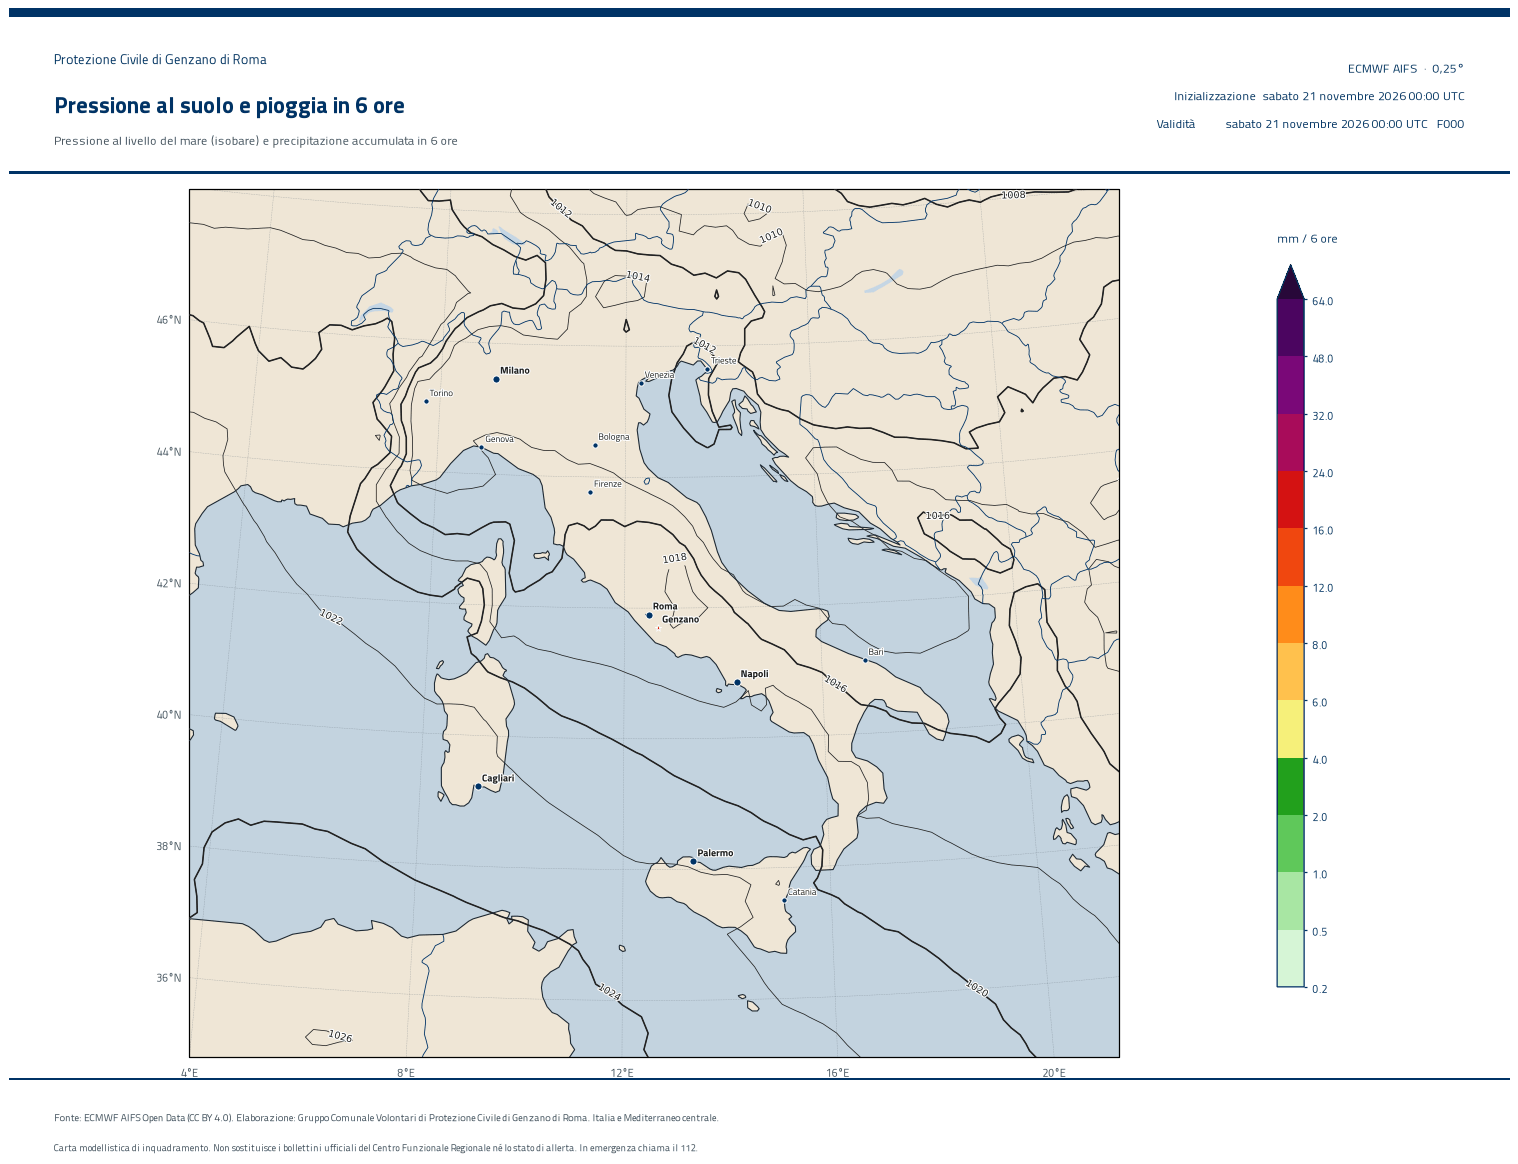 Protezione Civile di Genzano di Roma
Pressione al suolo e pioggia in 6 ore
Pressione al livello del mare (isobare) e precipitazione accumulata in 6 ore
ECMWF AIFS · 0,25°
Inizializzazione sabato 21 novembre 2026 00:00 UTC
Validità sabato 21 novembre 2026 00:00 UTC F000
mm / 6 ore
64.0
48.0
32.0
24.0
16.0
12.0
8.0
6.0
4.0
2.0
1.0
0.5
0.2
46°N
44°N
42°N
40°N
38°N
36°N
4°E
8°E
12°E
16°E
20°E
1008
1012
1010
1010
1014
1012
Trieste
Venezia
Milano
Torino
Genova
Bologna
Firenze
1016
1018
Roma
Genzano
1022
Bari
Napoli
1016
Cagliari
Palermo
Catania
1024
1020
1026
Fonte: ECMWF AIFS Open Data (CC BY 4.0). Elaborazione: Gruppo Comunale Volontari di Protezione Civile di Genzano di Roma. Italia e Mediterraneo centrale.
Carta modellistica di inquadramento. Non sostituisce i bollettini ufficiali del Centro Funzionale Regionale né lo stato di allerta. In emergenza chiama il 112.